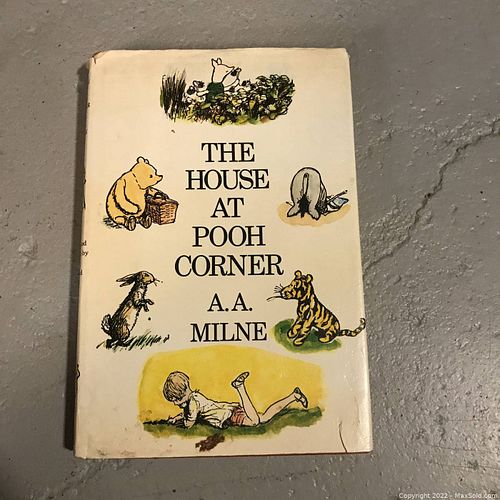 THE
HOUSE
AT
POOH
CORNER
A.A.
MILNE
Copyright 2022 - MaxSold.com